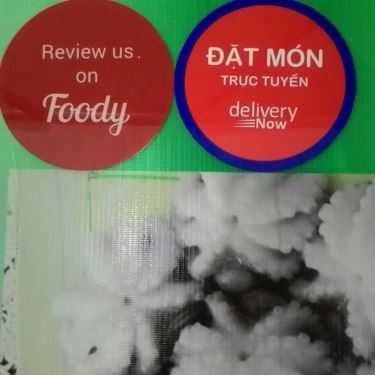 Review us.
on
Foody
ĐẶT MÓN
TRỰC TUYẾN
delivery
Now